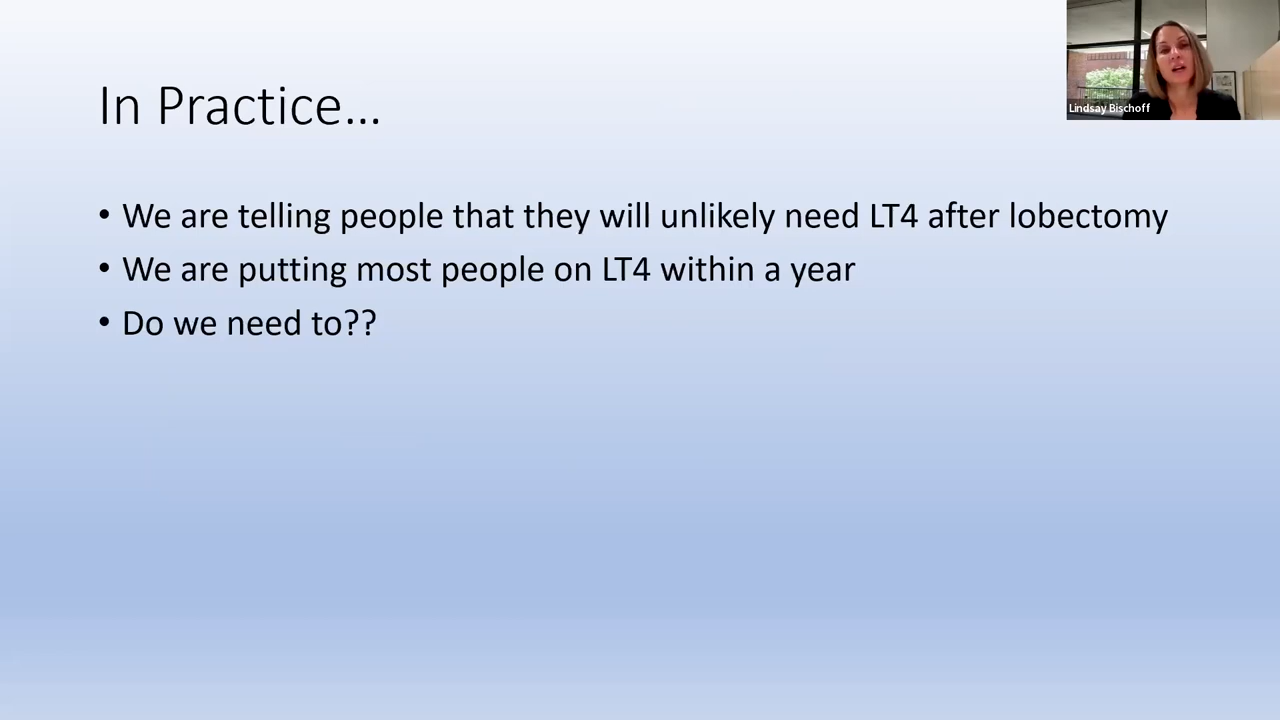 In Practice...
• We are telling people that they will unlikely need LT4 after lobectomy
• We are putting most people on LT4 within a year
• Do we need to??
Lindsay Bischoff